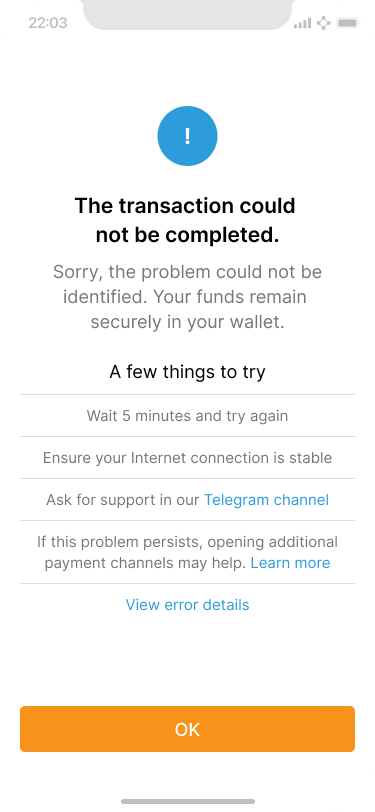 22:03
!
The transaction could
not be completed.
Sorry, the problem could not be
identified. Your funds remain
securely in your wallet.
A few things to try
Wait 5 minutes and try again
Ensure your Internet connection is stable
Ask for support in our Telegram channel
If this problem persists, opening additional
payment channels may help. Learn more
View error details
OK